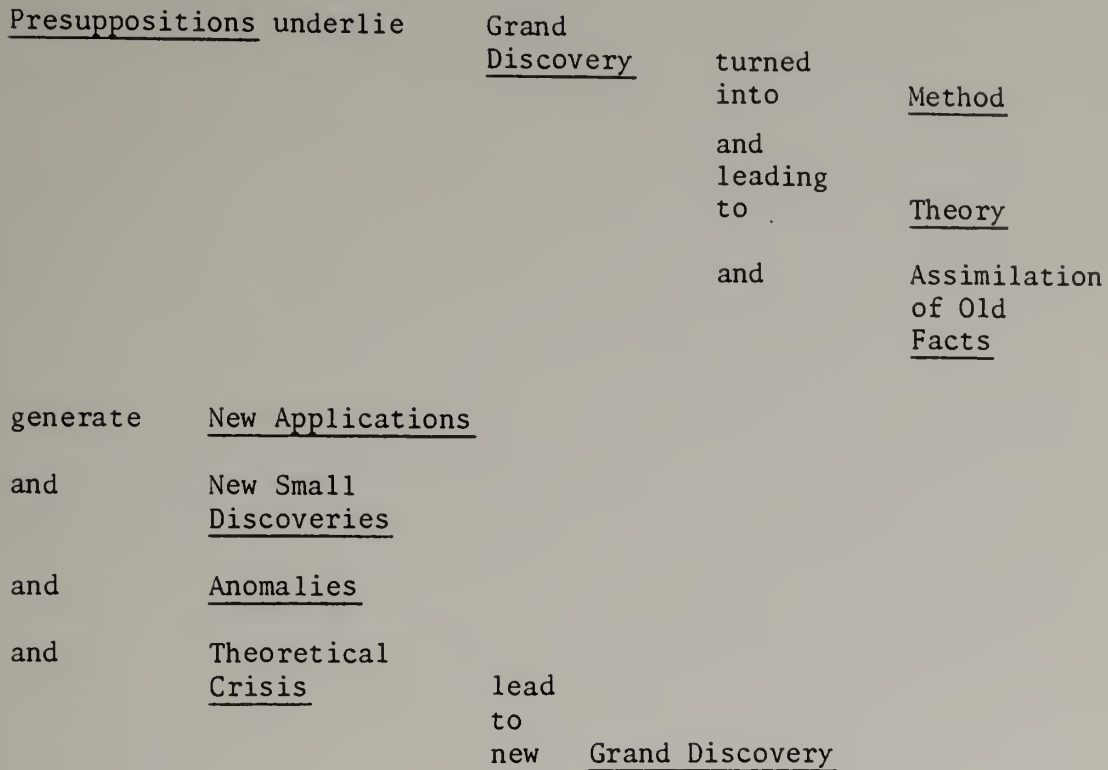 Presuppositions underlie Grand
Discovery turned
into Method
and
leading
to Theory
and Assimilation
of Old
Facts
generate New Applications
and New Small
Discoveries
and Anomalies
and Theoretical
Crisis lead
to
new Grand Discovery